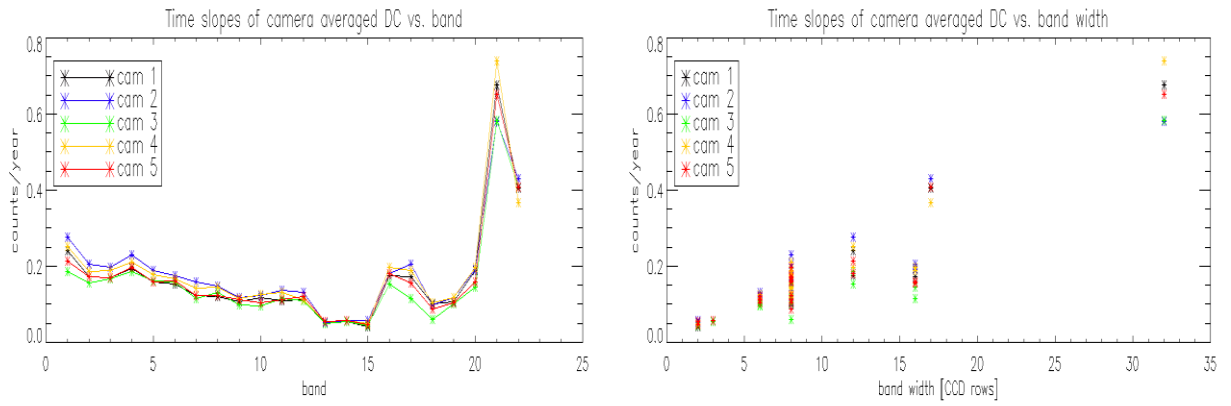 Time slopes of camera averaged DC vs. band
counts/year
0.8
0.6
0.4
0.2
0.0
cam 1
cam 2
cam 3
cam 4
cam 5
0 5 10 15 20 25
band
Time slopes of camera averaged DC vs. band width
counts/year
0.8
0.6
0.4
0.2
0.0
cam 1
cam 2
cam 3
cam 4
cam 5
0 5 10 15 20 25 30 35
band width [CCD rows]